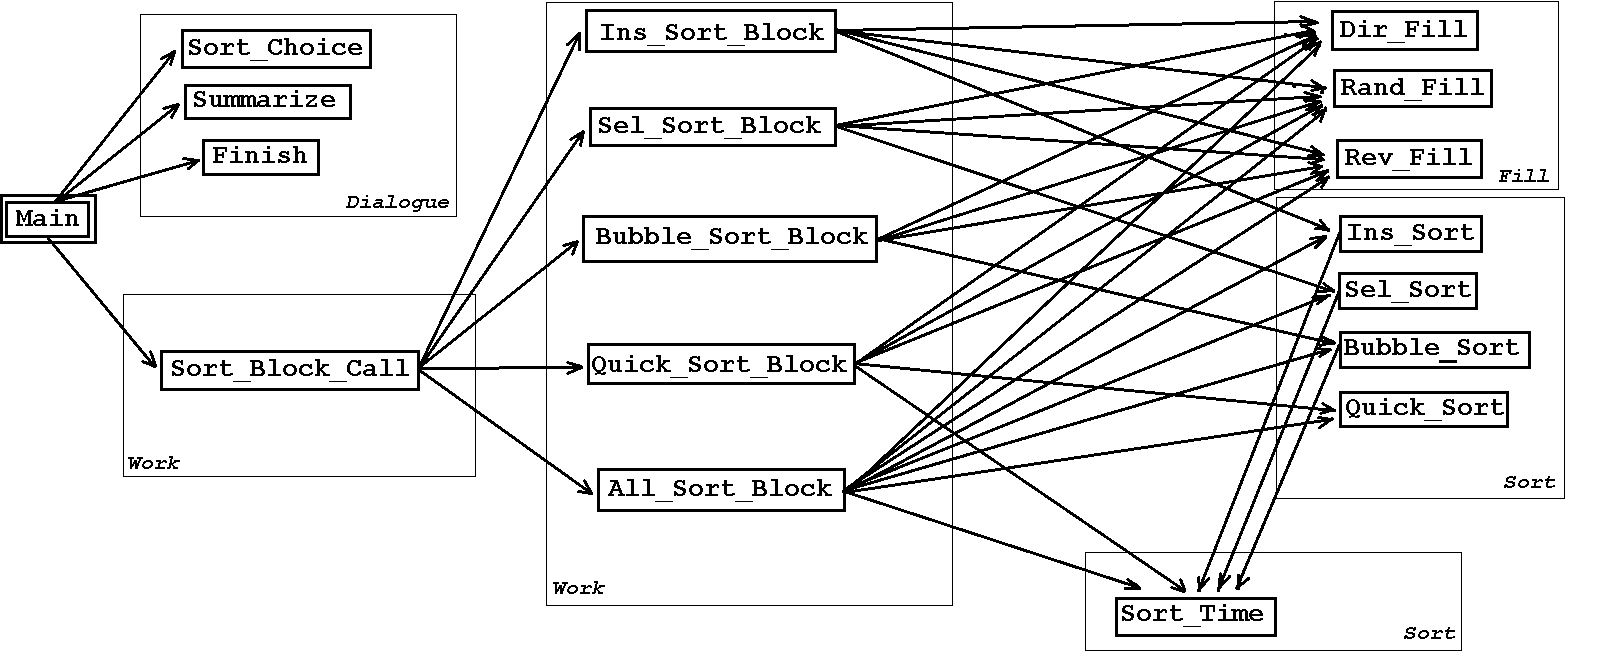 Sort_Choice
Summarize
Finish
Dialogue
Main
Sort_Block_Call
Work
Ins_Sort_Block
Sel_Sort_Block
Bubble_Sort_Block
Quick_Sort_Block
All_Sort_Block
Work
Dir_Fill
Rand_Fill
Rev_Fill
Fill
Ins_Sort
Sel_Sort
Bubble_Sort
Quick_Sort
Sort
Sort_Time
Sort